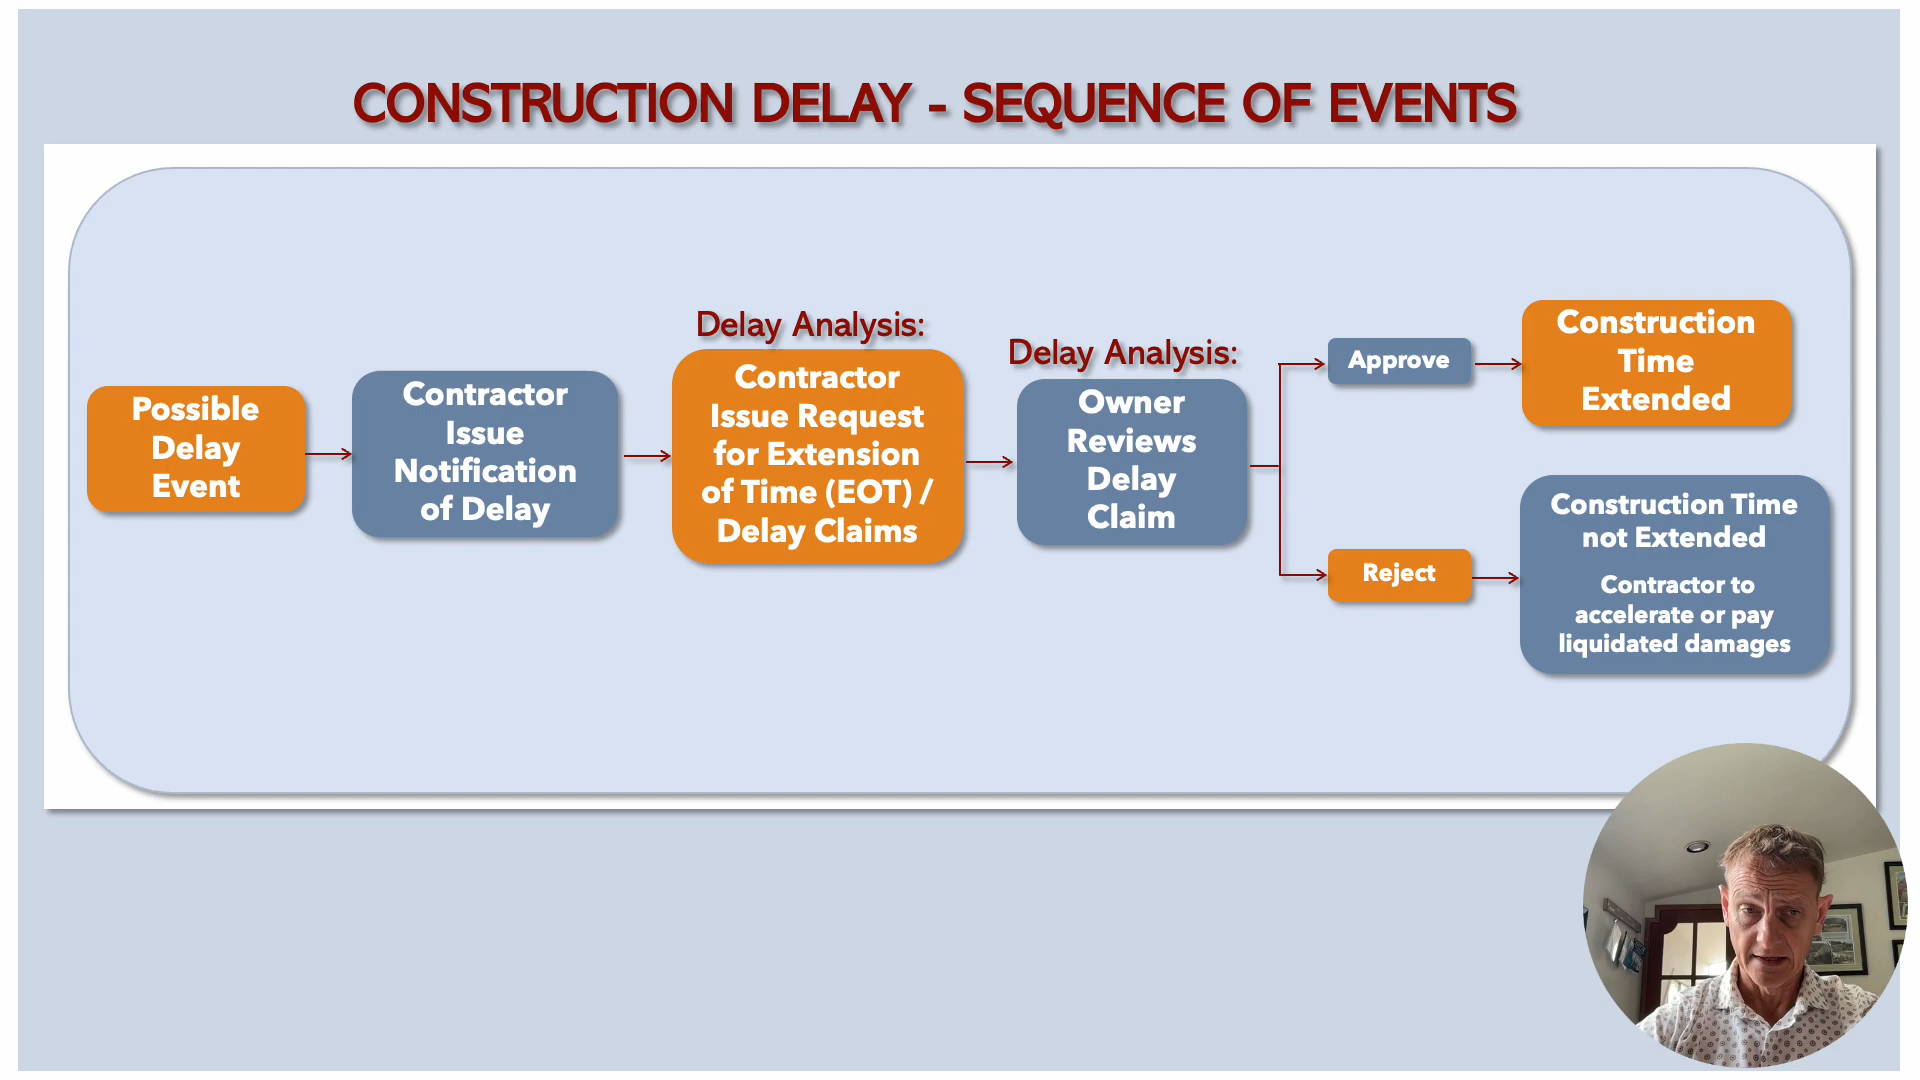 CONSTRUCTION DELAY - SEQUENCE OF EVENTS
Possible
Delay
Event
Contractor
Issue
Notification
of Delay
Delay Analysis:
Contractor
Issue Request
for Extension
of Time (EOT) /
Delay Claims
Delay Analysis:
Owner
Reviews
Delay
Claim
Approve
Construction
Time
Extended
Reject
Construction Time
not Extended
Contractor to
accelerate or pay
liquidated damages